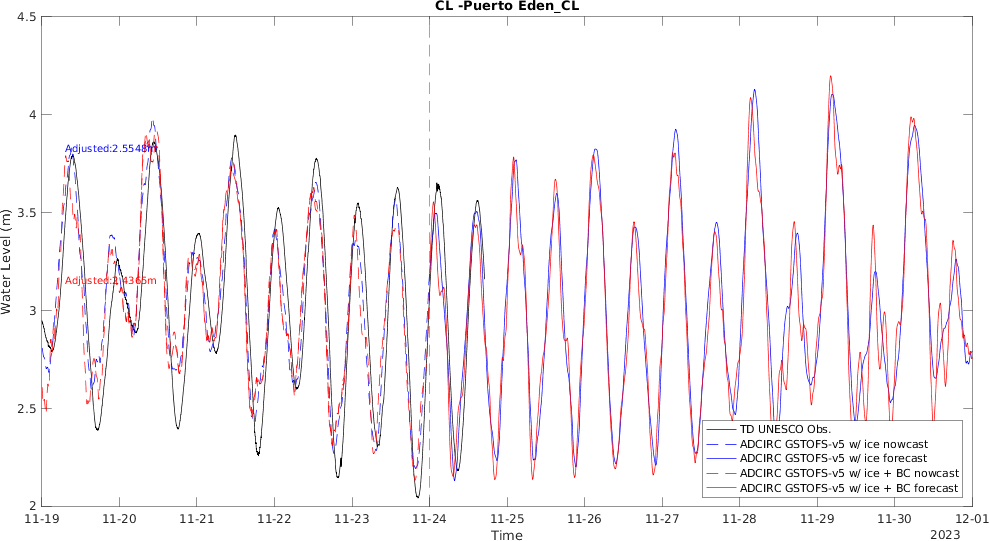 CL -Puerto Eden_CL
4.5
4
3.5
3
2.5
2
Water Level (m)
Adjusted:2.5548m
Adjusted:2.4365m
TD UNESCO Obs.
ADCIRC GSTOFS-v5 w/ ice nowcast
ADCIRC GSTOFS-v5 w/ ice forecast
ADCIRC GSTOFS-v5 w/ ice + BC nowcast
ADCIRC GSTOFS-v5 w/ ice + BC forecast
11-19 11-20 11-21 11-22 11-23 11-24 11-25 11-26 11-27 11-28 11-29 11-30 12-01
Time
2023